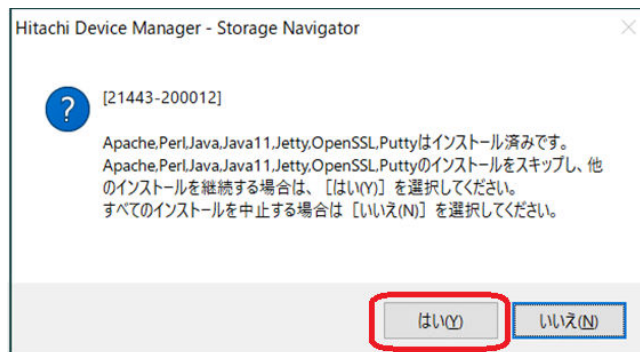 Hitachi Device Manager - Storage Navigator
[21443-200012]
Apache,Perl,Java,Java11,Jetty,OpenSSL,Puttyはインストール済みです。
Apache,Perl,Java,Java11,Jetty,OpenSSL,Puttyのインストールをスキップし、他
のインストールを継続する場合は、［はい(Y)］を選択してください。
すべてのインストールを中止する場合は［いいえ(N)］を選択してください。
はい(Y)
いいえ(N)